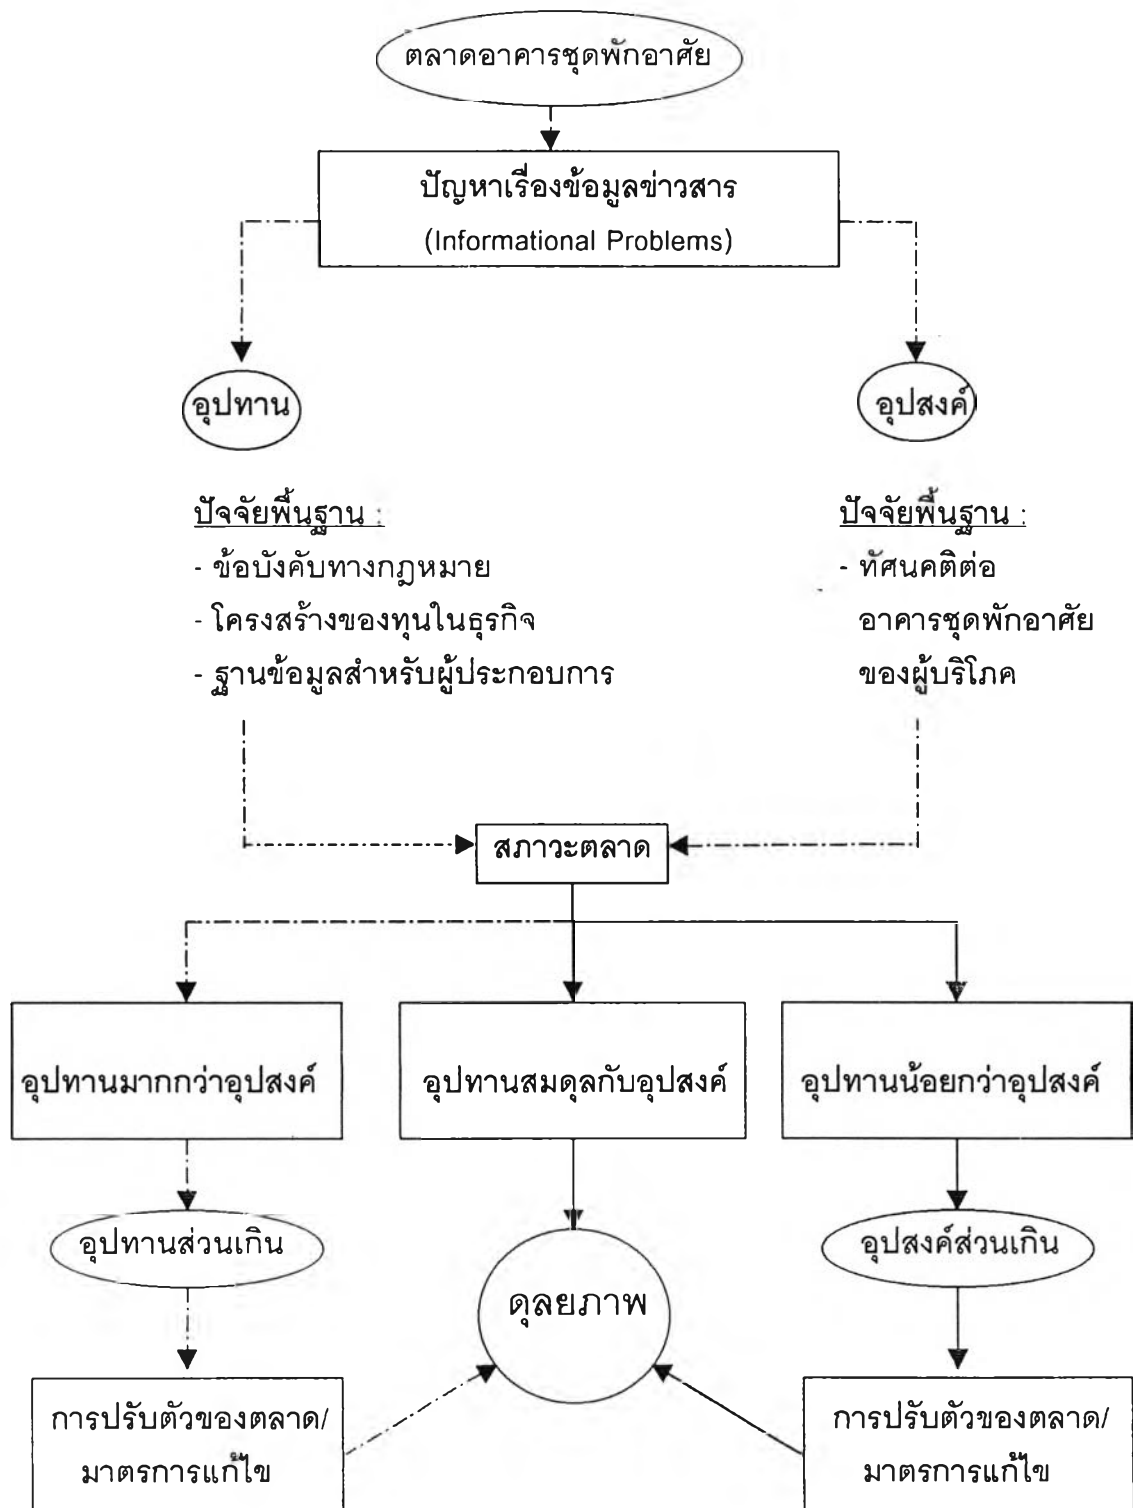 ตลาดอาคารชุดพักอาศัย
ปัญหาเรื่องข้อมูลข่าวสาร
(Informational Problems)
อุปทาน
อุปสงค์
ปัจจัยพื้นฐาน :
- ข้อบังคับทางกฎหมาย
- โครงสร้างของทุนในธุรกิจ
- ฐานข้อมูลสำหรับผู้ประกอบการ
ปัจจัยพื้นฐาน :
- ทัศนคติต่อ
อาคารชุดพักอาศัย
ของผู้บริโภค
สภาวะตลาด
อุปทานมากกว่าอุปสงค์
อุปทานสมดุลกับอุปสงค์
อุปทานน้อยกว่าอุปสงค์
อุปทานส่วนเกิน
ดุลยภาพ
อุปสงค์ส่วนเกิน
การปรับตัวของตลาด/
มาตรการแก้ไข
การปรับตัวของตลาด/
มาตรการแก้ไข